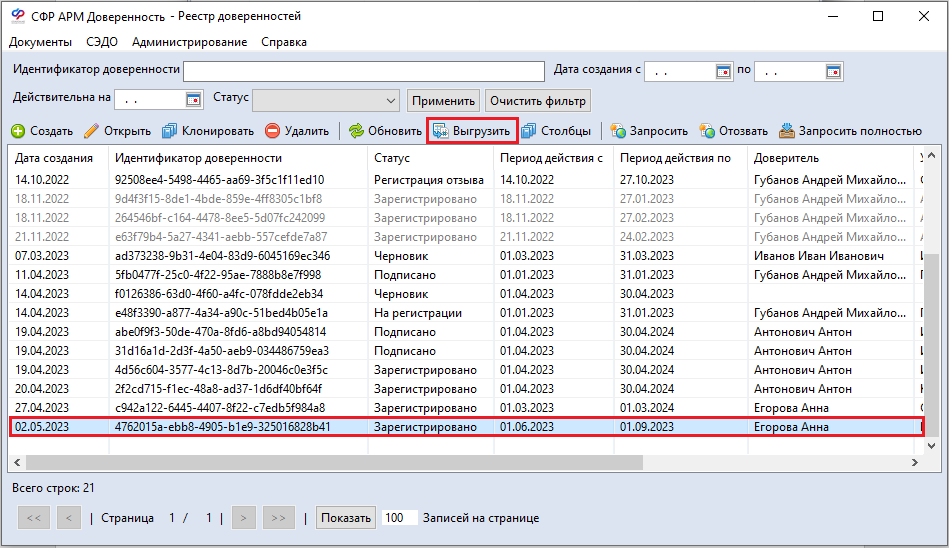 СФР АРМ Доверенность - Реестр доверенностей
Документы СЭДО Администрирование Справка
Идентификатор доверенности Дата создания с . . по . .
Действительна на . . Статус Применить Очистить фильтр
Создать Открыть Клонировать Удалить Обновить Выгрузить Столбцы Запросить Отозвать Запросить полностью
Дата создания Идентификатор доверенности Статус Период действия с Период действия по Доверитель
14.10.2022 92508ee4-5498-4465-aa69-3f5c1f11ed10 Регистрация отзыва 14.10.2022 27.10.2023 Губанов Андрей Михайло...
18.11.2022 9d4f3f15-8de1-4bde-859e-4ff8305c1bf8 Зарегистрировано 18.11.2022 27.01.2023 Губанов Андрей Михайло...
18.11.2022 264546bf-c164-4478-8ee5-5d07fc242099 Зарегистрировано 18.11.2022 27.02.2023 Губанов Андрей Михайло...
21.11.2022 e63f79b4-5a27-4341-aebb-557cefde7a87 Зарегистрировано 21.11.2022 24.02.2023 Губанов Андрей Михайло...
07.03.2023 ad373238-9b31-4e04-83d9-6045169ec346 Черновик 01.03.2023 31.03.2023 Иванов Иван Иванович
11.04.2023 5fb0477f-25c0-4f22-95ae-7888b8e7f998 Подписано 01.01.2023 31.01.2023 Губанов Андрей Михайло...
14.04.2023 f0126386-63d0-4f60-a4fc-078fdde2eb34 Черновик 01.04.2023 30.04.2023
14.04.2023 e48f3390-a877-4a34-a90c-51bed4b05e1a На регистрации 01.01.2023 31.01.2023 Губанов Андрей Михайло...
19.04.2023 abe0f9f3-50de-470a-8fd6-a8bd94054814 Подписано 01.04.2023 30.04.2024 Антонович Антон
19.04.2023 31d16a1d-2d3f-4a50-aeb9-034486759ea3 Подписано 01.04.2023 30.04.2024 Антонович Антон
19.04.2023 4d56c604-3577-4c13-8d7b-20046c0e3f5c Зарегистрировано 01.04.2023 30.04.2024 Антонович Антон
20.04.2023 2f2cd715-f1ec-48a8-ad37-1d6df40bf64f Зарегистрировано 01.04.2023 30.04.2024 Антонович Антон
27.04.2023 c942a122-6445-4407-8f22-c7edb5f984a8 Зарегистрировано 01.03.2023 01.03.2024 Егорова Анна
02.05.2023 4762015a-ebb8-4905-b1e9-325016828b41 Зарегистрировано 01.06.2023 01.09.2023 Егорова Анна
Всего строк: 21
<< < | Страница 1 / 1 | > >> | Показать 100 Записей на странице